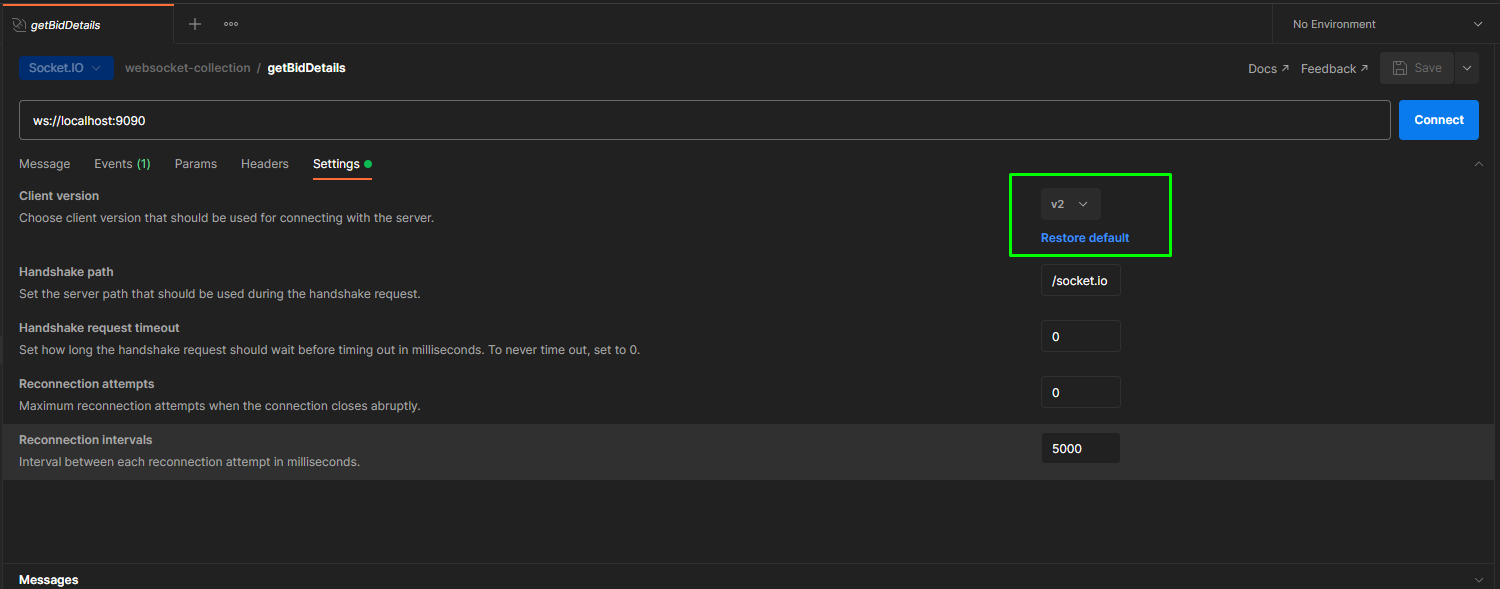 getBidDetails
No Environment
Socket.IO websocket-collection / getBidDetails Docs ↗ Feedback ↗ Save
ws://localhost:9090 Connect
Message Events (1) Params Headers Settings
Client version
Choose client version that should be used for connecting with the server.
v2
Restore default
Handshake path
Set the server path that should be used during the handshake request.
/socket.io
Handshake request timeout
Set how long the handshake request should wait before timing out in milliseconds. To never time out, set to 0.
0
Reconnection attempts
Maximum reconnection attempts when the connection closes abruptly.
0
Reconnection intervals
Interval between each reconnection attempt in milliseconds.
5000
Messages